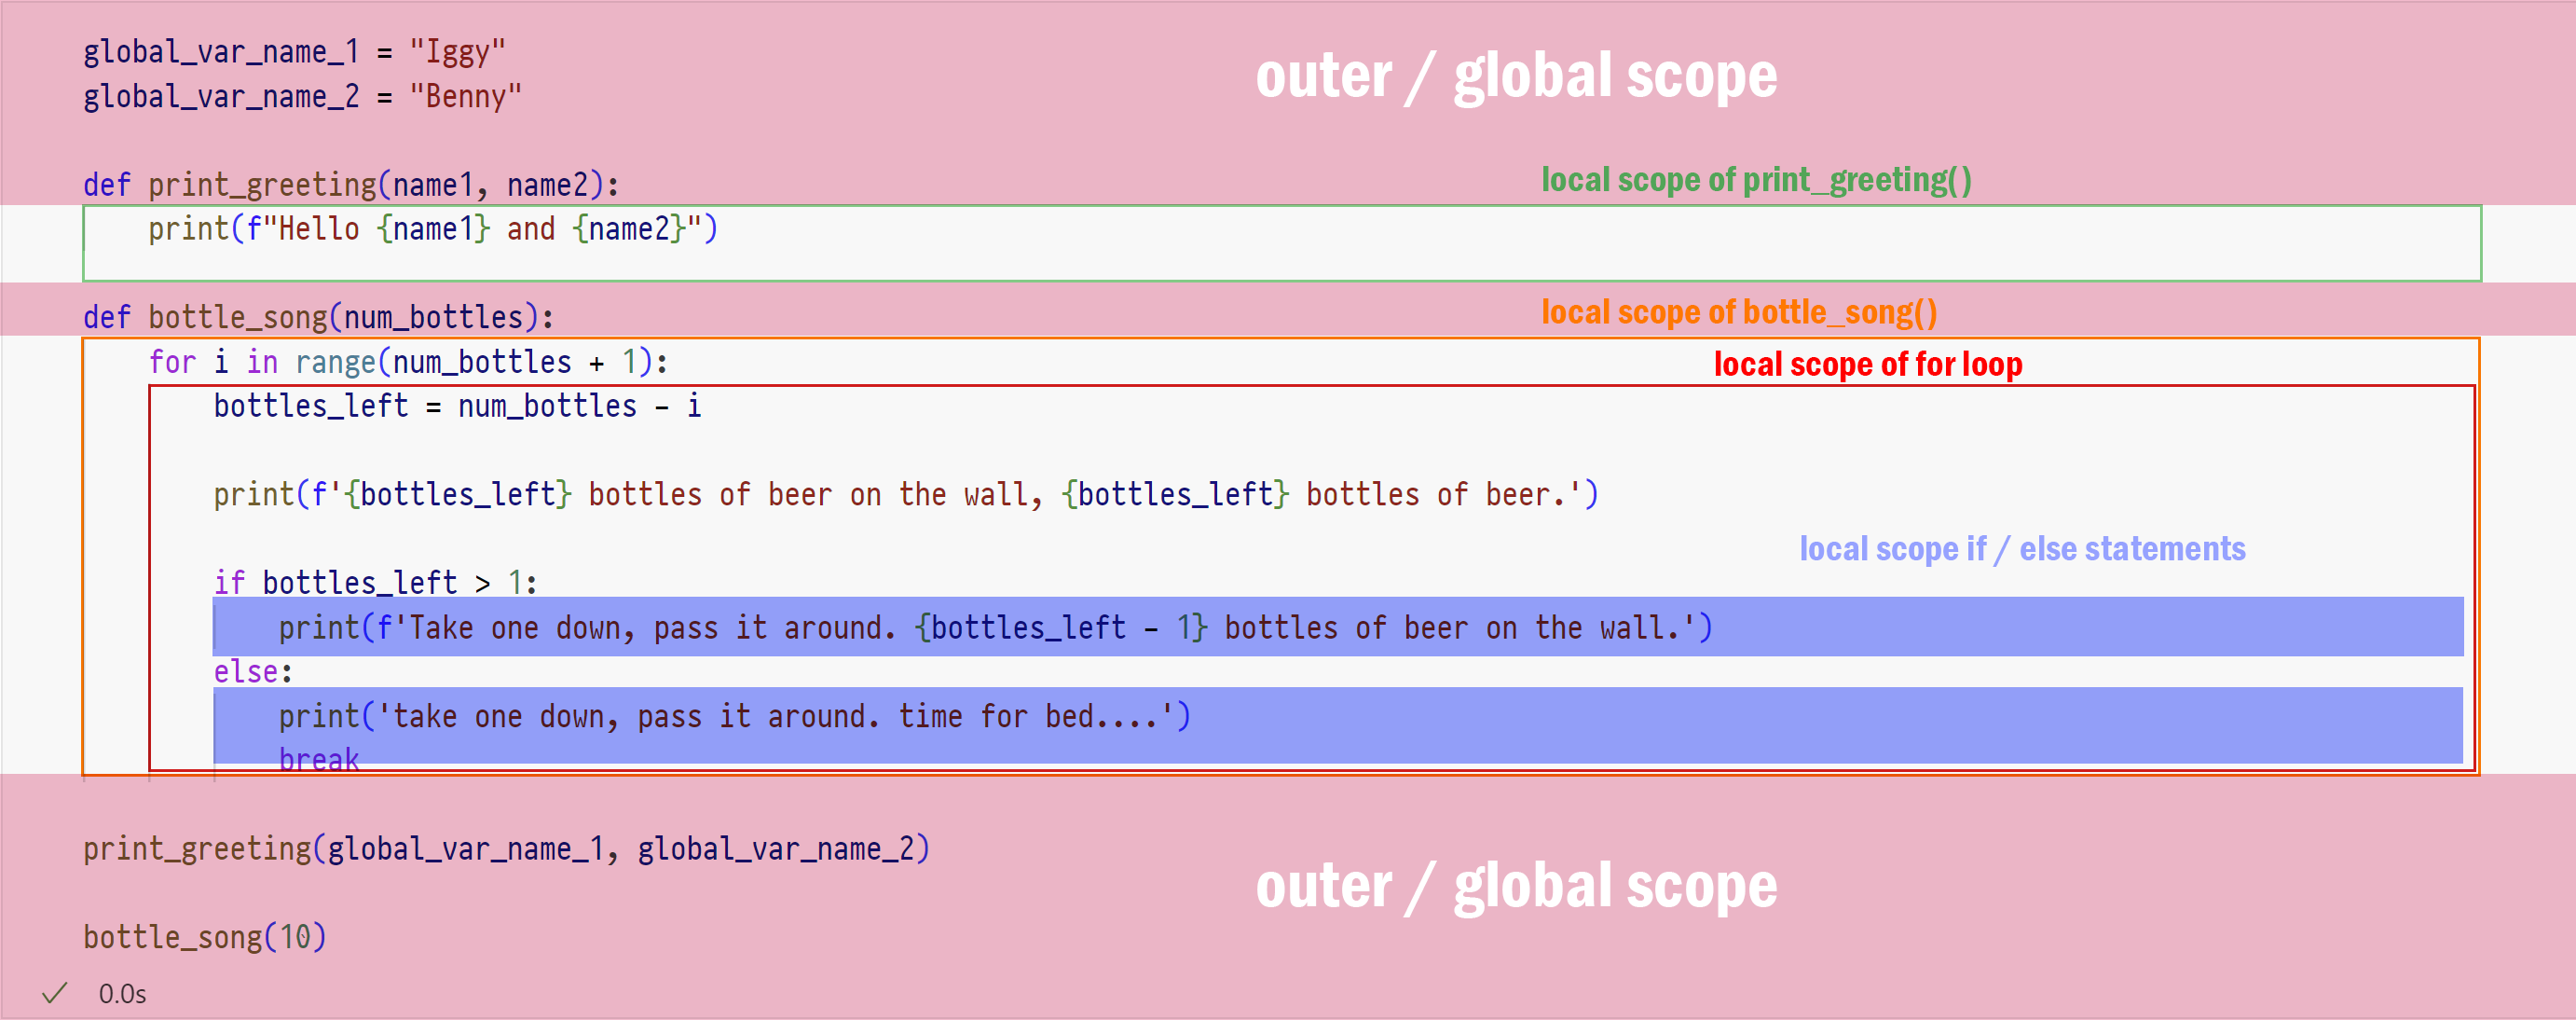 global_var_name_1 = "Iggy"
outer / global scope
global_var_name_2 = "Benny"
local scope of print_greeting()
def print_greeting(name1, name2):
    print(f"Hello {name1} and {name2}")
local scope of bottle_song()
def bottle_song(num_bottles):
    for i in range(num_bottles + 1):
local scope of for loop
        bottles_left = num_bottles - i
        print(f'{bottles_left} bottles of beer on the wall, {bottles_left} bottles of beer.')
local scope if / else statements
        if bottles_left > 1:
            print(f'Take one down, pass it around. {bottles_left - 1} bottles of beer on the wall.')
        else:
            print('take one down, pass it around. time for bed....')
            break
print_greeting(global_var_name_1, global_var_name_2)
outer / global scope
bottle_song(10)
0.0s